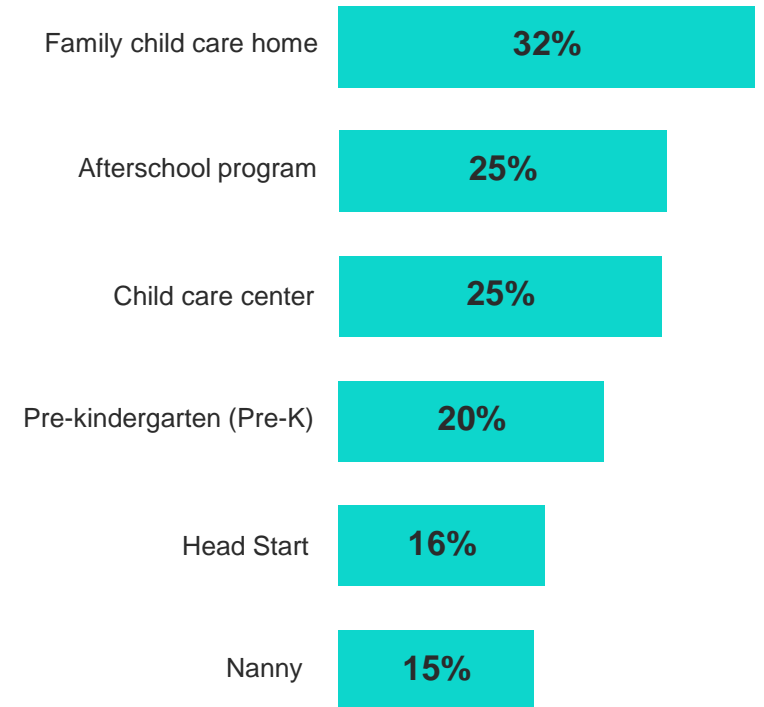 Family child care home 32%
Afterschool program 25%
Child care center 25%
Pre-kindergarten (Pre-K) 20%
Head Start 16%
Nanny 15%